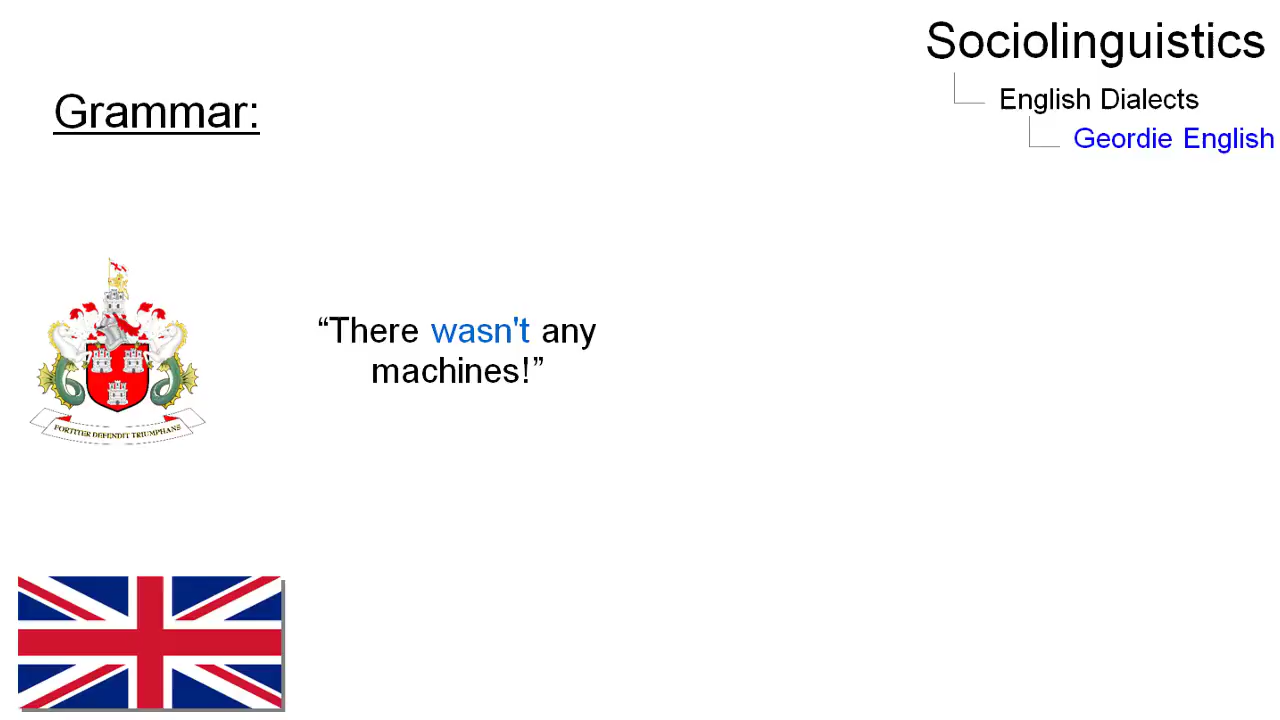 Sociolinguistics
English Dialects
Geordie English
Grammar:
“There wasn't any
machines!”
FORTITER DEFENDIT TRIUMPHANS